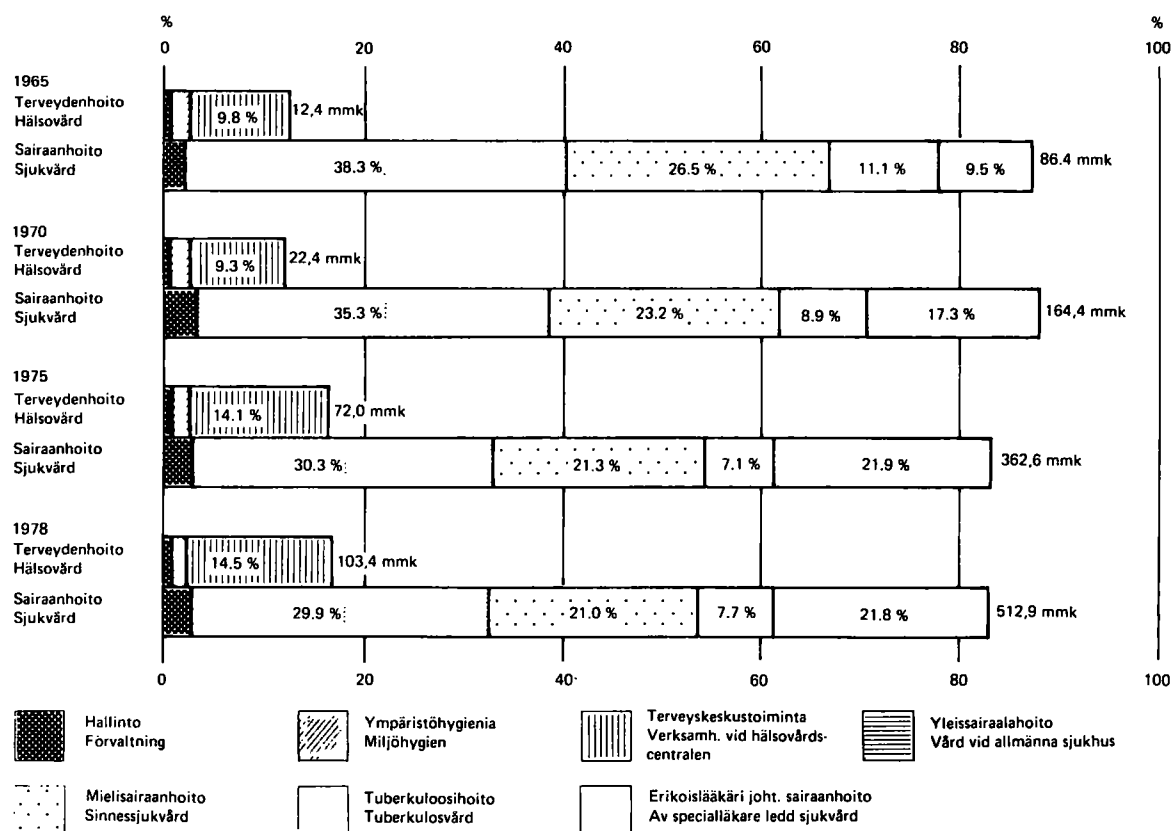 % %
0 20 40 60 80 100
1965
Terveydenhoito
Hälsovård
9.8 % 12,4 mmk
Sairaanhoito
Sjukvård
38.3 % 26.5 % 11.1 % 9.5 % 86.4 mmk
1970
Terveydenhoito
Hälsovård
9.3 % 22,4 mmk
Sairaanhoito
Sjukvård
35.3 % 23.2 % 8.9 % 17.3 % 164,4 mmk
1975
Terveydenhoito
Hälsovård
14.1 % 72,0 mmk
Sairaanhoito
Sjukvård
30.3 % 21.3 % 7.1 % 21.9 % 362,6 mmk
1978
Terveydenhoito
Hälsovård
14.5 % 103,4 mmk
Sairaanhoito
Sjukvård
29.9 % 21.0 % 7.7 % 21.8 % 512,9 mmk
0 20 40 60 80 100
Hallinto
Förvaltning
Ympäristöhygienia
Miljöhygien
Terveyskeskustoiminta
Verksamh. vid hälsovårds-
centralen
Yleissairaalahoito
Vård vid allmänna sjukhus
Mielisairaanhoito
Sinnessjukvård
Tuberkuloosihoito
Tuberkulosvård
Erikoislääkäri joht. sairaanhoito
Av specialläkare ledd sjukvård